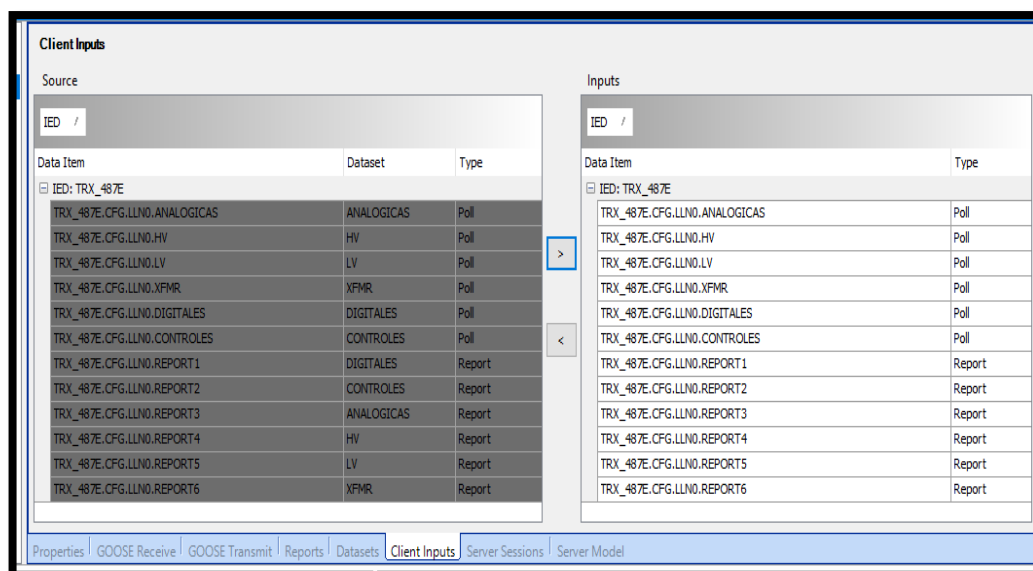 Client Inputs
Source
Inputs
IED /
IED /
Data Item Dataset Type
Data Item Type
IED: TRX_487E
IED: TRX_487E
TRX_487E.CFG.LLN0.ANALOGICAS ANALOGICAS Poll
TRX_487E.CFG.LLN0.HV HV Poll
TRX_487E.CFG.LLN0.LV LV Poll
TRX_487E.CFG.LLN0.XFMR XFMR Poll
TRX_487E.CFG.LLN0.DIGITALES DIGITALES Poll
TRX_487E.CFG.LLN0.CONTROLES CONTROLES Poll
TRX_487E.CFG.LLN0.REPORT1 DIGITALES Report
TRX_487E.CFG.LLN0.REPORT2 CONTROLES Report
TRX_487E.CFG.LLN0.REPORT3 ANALOGICAS Report
TRX_487E.CFG.LLN0.REPORT4 HV Report
TRX_487E.CFG.LLN0.REPORT5 LV Report
TRX_487E.CFG.LLN0.REPORT6 XFMR Report
>
<
TRX_487E.CFG.LLN0.ANALOGICAS Poll
TRX_487E.CFG.LLN0.HV Poll
TRX_487E.CFG.LLN0.LV Poll
TRX_487E.CFG.LLN0.XFMR Poll
TRX_487E.CFG.LLN0.DIGITALES Poll
TRX_487E.CFG.LLN0.CONTROLES Poll
TRX_487E.CFG.LLN0.REPORT1 Report
TRX_487E.CFG.LLN0.REPORT2 Report
TRX_487E.CFG.LLN0.REPORT3 Report
TRX_487E.CFG.LLN0.REPORT4 Report
TRX_487E.CFG.LLN0.REPORT5 Report
TRX_487E.CFG.LLN0.REPORT6 Report
Properties GOOSE Receive GOOSE Transmit Reports Datasets Client Inputs Server Sessions Server Model